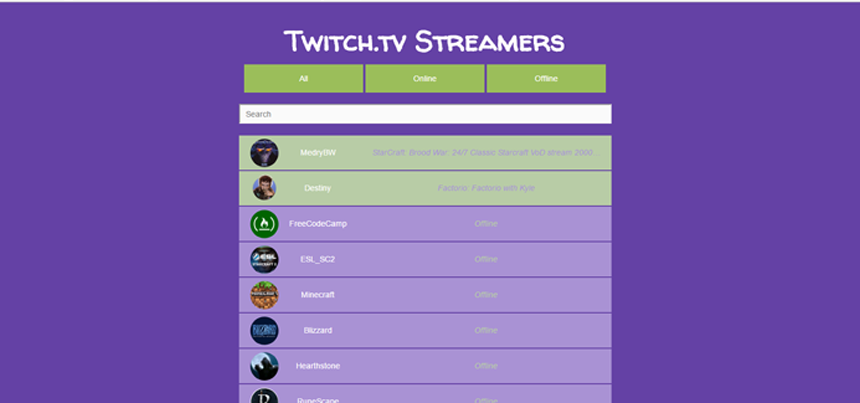 Twitch.tv Streamers
All Online Offline
Search
MedryBW StarCraft: Brood War: 24/7 Classic Starcraft VoD stream 2000...
Destiny Factorio: Factorio with Kyle
FreeCodeCamp Offline
ESL_SC2 Offline
Minecraft Offline
Blizzard Offline
Hearthstone Offline
RuneScape Offline